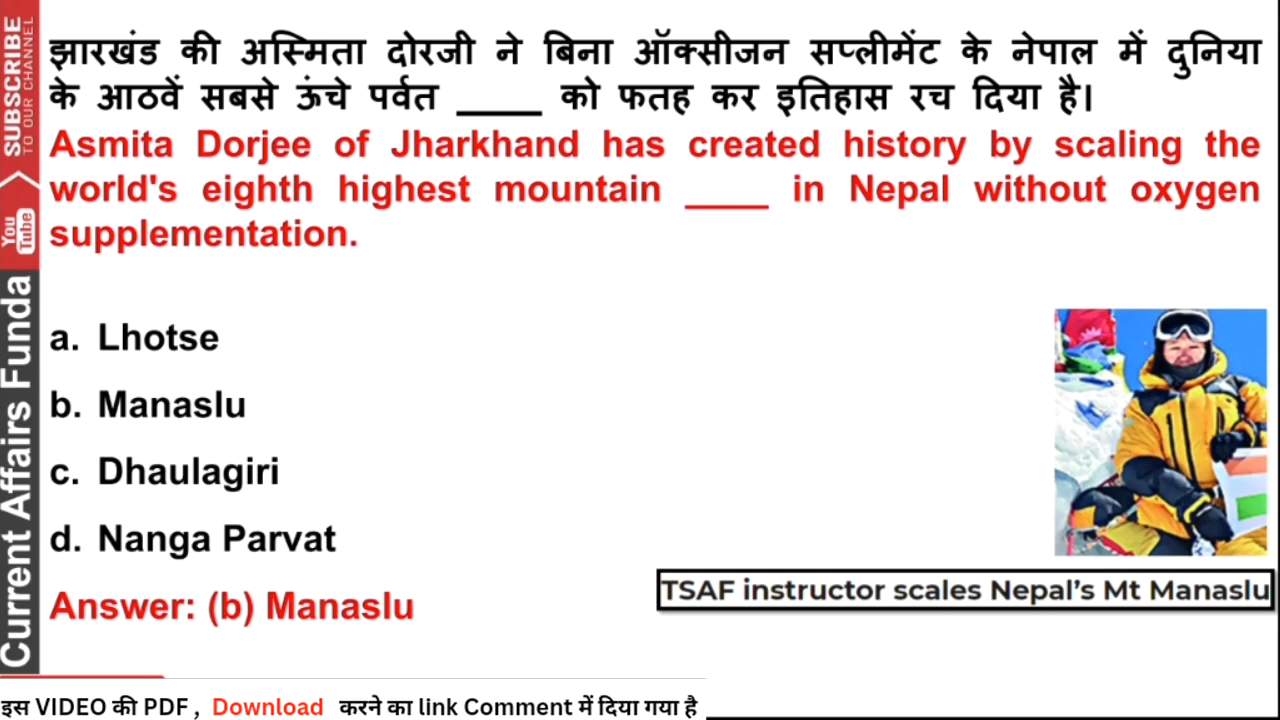 झारखंड की अस्मिता दोरजी ने बिना ऑक्सीजन सप्लीमेंट के नेपाल में दुनिया
के आठवें सबसे ऊंचे पर्वत ____ को फतह कर इतिहास रच दिया है।
Asmita Dorjee of Jharkhand has created history by scaling the
world's eighth highest mountain ____ in Nepal without oxygen
supplementation.
a. Lhotse
b. Manaslu
c. Dhaulagiri
d. Nanga Parvat
Answer: (b) Manaslu
TSAF instructor scales Nepal's Mt Manaslu
SUBSCRIBE
TO OUR CHANNEL
You
Tube
Current Affairs Funda
इस VIDEO की PDF , Download करने का link Comment में दिया गया है